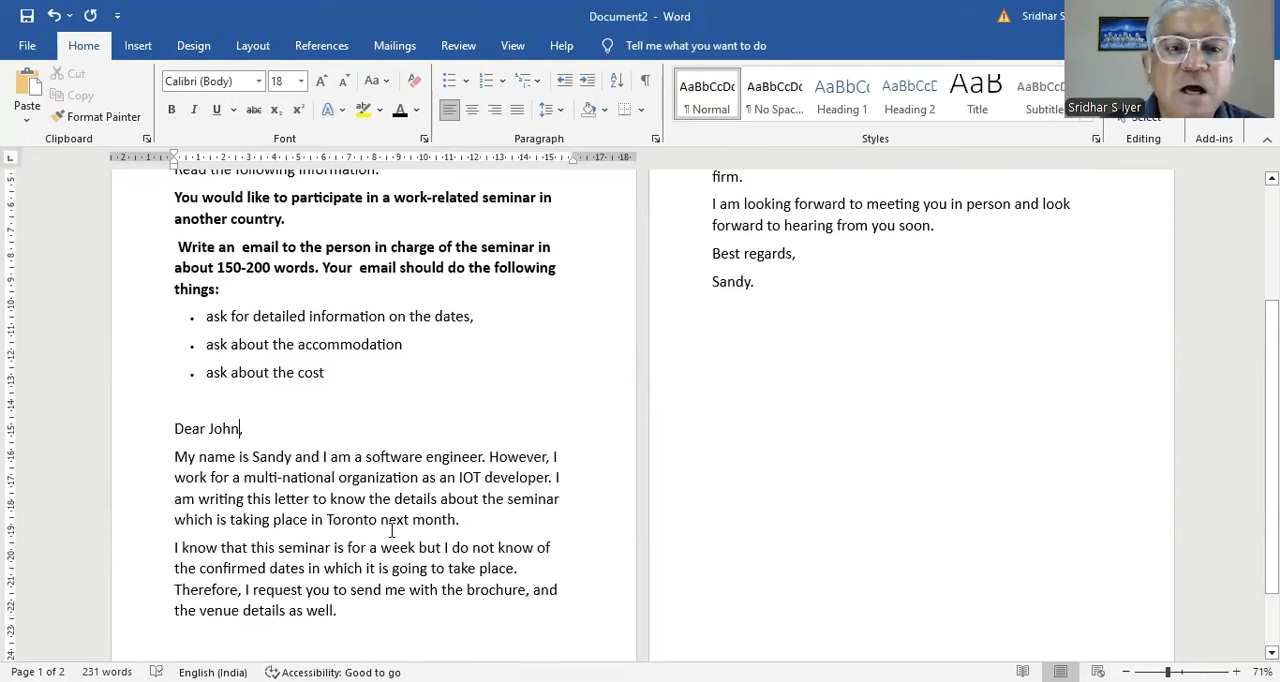 Document2 - Word
Sridhar S
File Home Insert Design Layout References Mailings Review View Help Tell me what you want to do
Cut
Copy
Format Painter
Paste
Calibri (Body) 18
Clipboard Font Paragraph Styles Editing Add-ins
AaBbCcDc AaBbCcDc AaBbCc AaBbCcD AaB AaBbCcD
¶ Normal ¶ No Spac... Heading 1 Heading 2 Title Subtitle
Select
Sridhar S iyer
Read the following information.
You would like to participate in a work-related seminar in
another country.
Write an email to the person in charge of the seminar in
about 150-200 words. Your email should do the following
things:
• ask for detailed information on the dates,
• ask about the accommodation
• ask about the cost
Dear John,
My name is Sandy and I am a software engineer. However, I
work for a multi-national organization as an IOT developer. I
am writing this letter to know the details about the seminar
which is taking place in Toronto next month.
I know that this seminar is for a week but I do not know of
the confirmed dates in which it is going to take place.
Therefore, I request you to send me with the brochure, and
the venue details as well.
firm.
I am looking forward to meeting you in person and look
forward to hearing from you soon.
Best regards,
Sandy.
Page 1 of 2 231 words English (India) Accessibility: Good to go 71%